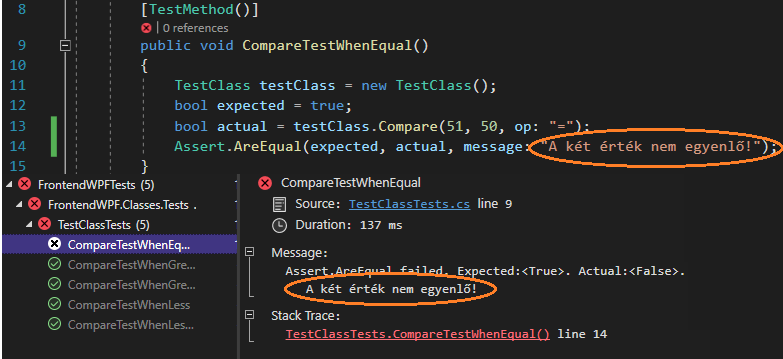 8 [TestMethod()]
0 references
9 public void CompareTestWhenEqual()
10 {
11 TestClass testClass = new TestClass();
12 bool expected = true;
13 bool actual = testClass.Compare(51, 50, op: "=");
14 Assert.AreEqual(expected, actual, message: "A két érték nem egyenlő!");
15 }
FrontendWPFTests (5)
FrontendWPF.Classes.Tests .
TestClassTests (5)
CompareTestWhenEq...
CompareTestWhenGre...
CompareTestWhenGre...
CompareTestWhenLess
CompareTestWhenLes...
CompareTestWhenEqual
Source: TestClassTests.cs line 9
Duration: 137 ms
Message:
Assert.AreEqual failed. Expected:<True>. Actual:<False>.
A két érték nem egyenlő!
Stack Trace:
TestClassTests.CompareTestWhenEqual() line 14